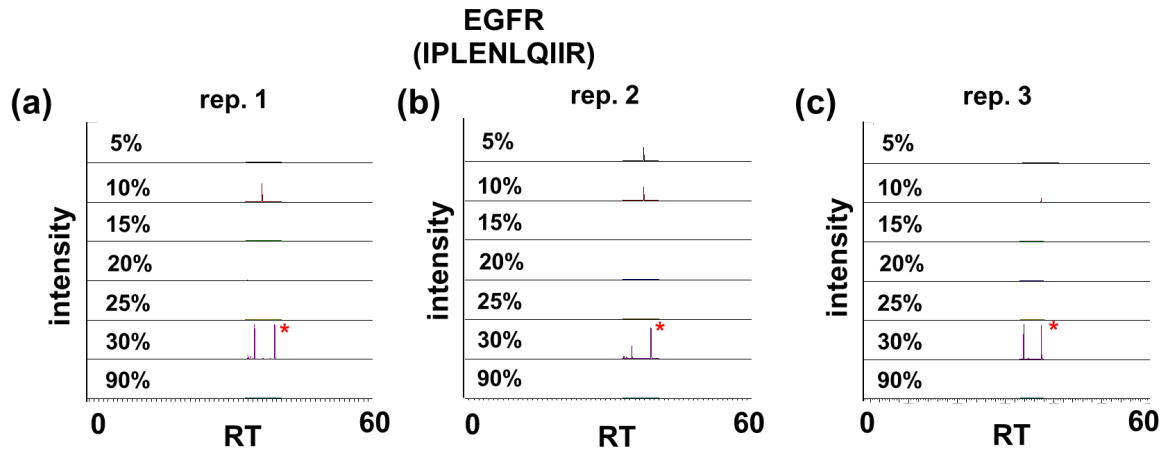 EGFR
(IPLENLQIIR)
(a) rep. 1
(b) rep. 2
(c) rep. 3
intensity
5%
10%
15%
20%
25%
30% *
90%
0 RT 60
intensity
5%
10%
15%
20%
25%
30% *
90%
0 RT 60
intensity
5%
10%
15%
20%
25%
30% *
90%
0 RT 60